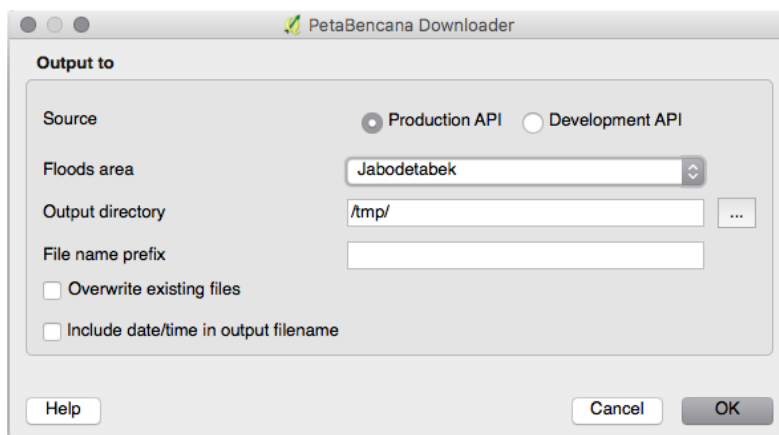 PetaBencana Downloader
Output to
Source
Production API
Development API
Floods area
Jabodetabek
Output directory
/tmp/
...
File name prefix
Overwrite existing files
Include date/time in output filename
Help
Cancel
OK